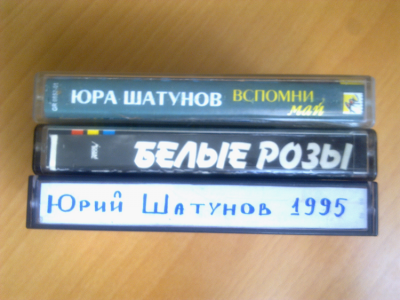 ЮРА ШАТУНОВ ВСПОМНИ
май
БЕЛЫЕ РОЗЫ
ЮРИЙ ШАТУНОВ 1995